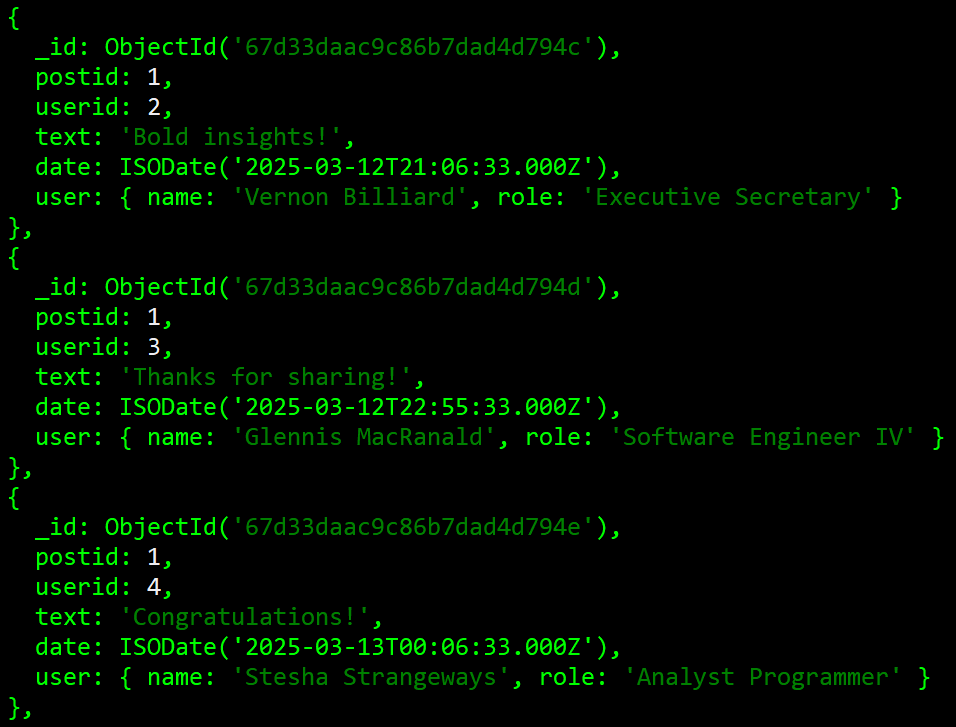 {
  _id: ObjectId('67d33daac9c86b7dad4d794c'),
  postid: 1,
  userid: 2,
  text: 'Bold insights!',
  date: ISODate('2025-03-12T21:06:33.000Z'),
  user: { name: 'Vernon Billiard', role: 'Executive Secretary' }
},
{
  _id: ObjectId('67d33daac9c86b7dad4d794d'),
  postid: 1,
  userid: 3,
  text: 'Thanks for sharing!',
  date: ISODate('2025-03-12T22:55:33.000Z'),
  user: { name: 'Glennis MacRanald', role: 'Software Engineer IV' }
},
{
  _id: ObjectId('67d33daac9c86b7dad4d794e'),
  postid: 1,
  userid: 4,
  text: 'Congratulations!',
  date: ISODate('2025-03-13T00:06:33.000Z'),
  user: { name: 'Stesha Strangeways', role: 'Analyst Programmer' }
},